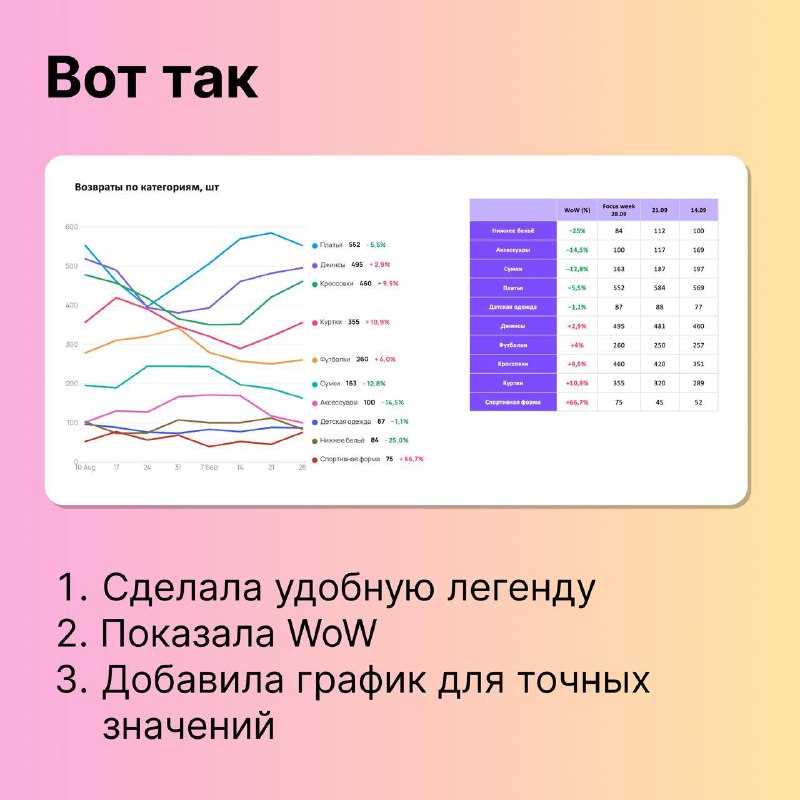 Вот так
Возвраты по категориям, шт
600
500
400
300
200
100
0
10 Aug 17 24 31 7 Sep 14 21 28
Платья 552 -5,5%
Джинсы 495 +2,9%
Кроссовки 460 +9,5%
Куртки 355 +10,9%
Футболки 260 +4,0%
Сумки 163 -12,8%
Аксессуары 100 -14,5%
Детская одежда 87 -1,1%
Нижнее бельё 84 -25,0%
Спортивная форма 75 +66,7%
WoW (%) Focus week 28.09 21.09 14.09
Нижнее бельё -25% 84 112 100
Аксессуары -14,5% 100 117 169
Сумки -12,8% 163 187 197
Платья -5,5% 552 584 569
Детская одежда -1,1% 87 88 77
Джинсы +2,9% 495 481 460
Футболки +4% 260 250 257
Кроссовки +9,5% 460 420 351
Куртки +10,9% 355 320 289
Спортивная форма +66,7% 75 45 52
1. Сделала удобную легенду
2. Показала WoW
3. Добавила график для точных
значений